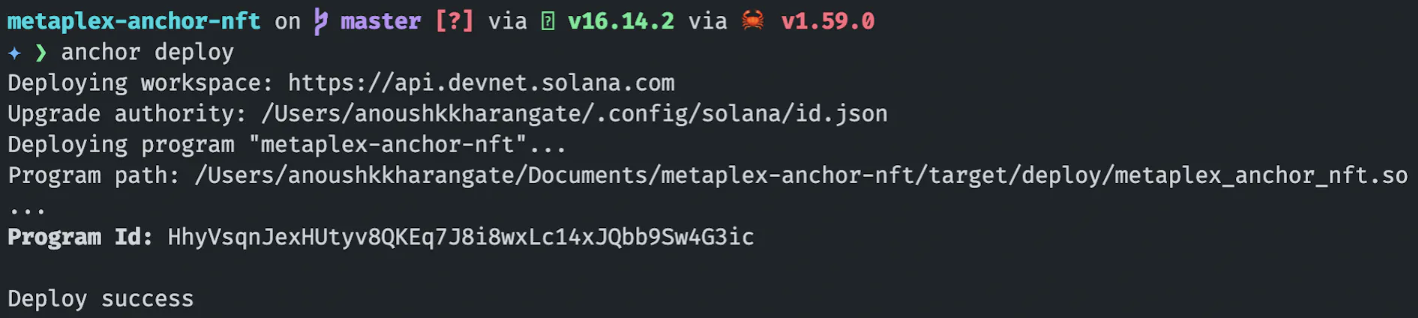 metaplex-anchor-nft on master [?] via v16.14.2 via 🦀 v1.59.0
✦ ❯ anchor deploy
Deploying workspace: https://api.devnet.solana.com
Upgrade authority: /Users/anoushkkharangate/.config/solana/id.json
Deploying program "metaplex-anchor-nft"...
Program path: /Users/anoushkkharangate/Documents/metaplex-anchor-nft/target/deploy/metaplex_anchor_nft.so
...
Program Id: HhyVsqnJexHUtyv8QKEq7J8i8wxLc14xJQbb9Sw4G3ic
Deploy success